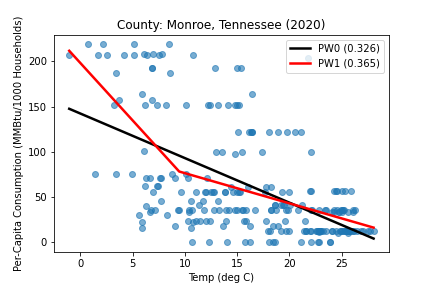 County: Monroe, Tennessee (2020)
PW0 (0.326)
PW1 (0.365)
Per-Capita Consumption (MMBtu/1000 Households)
200
150
100
50
0
0 5 10 15 20 25
Temp (deg C)